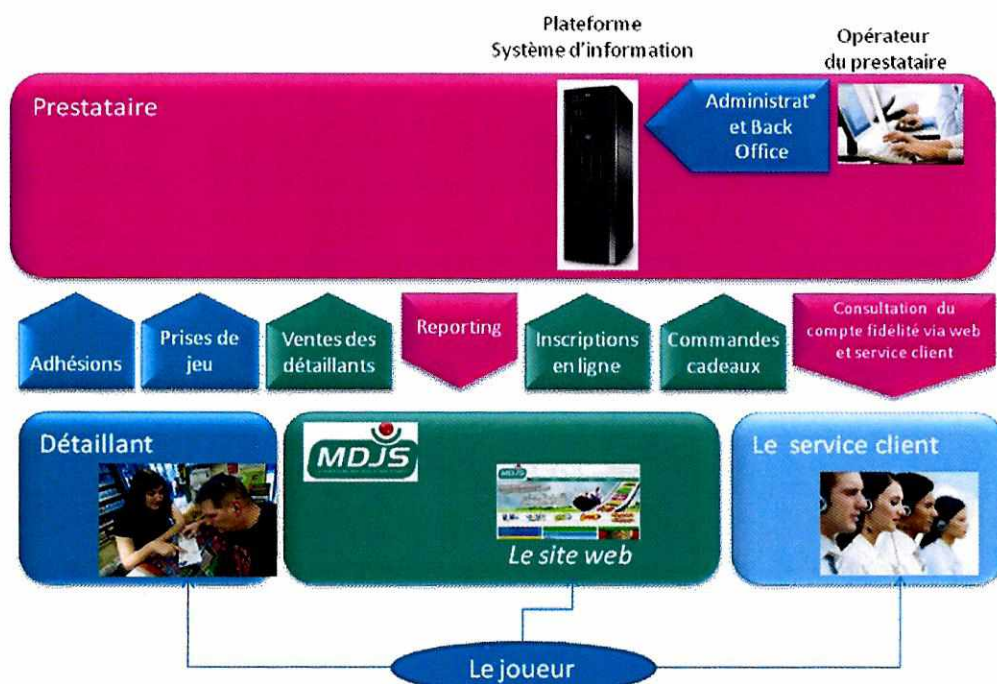 Plateforme
Système d'information
Opérateur
du prestataire
Prestataire
Administrat°
et Back
Office
Adhésions
Prises de
jeu
Ventes des
détaillants
Reporting
Inscriptions
en ligne
Commandes
cadeaux
Consultation du
compte fidélité via web
et service client
Détaillant
MDJS
MDJS
Le site web
Le service client
Le joueur